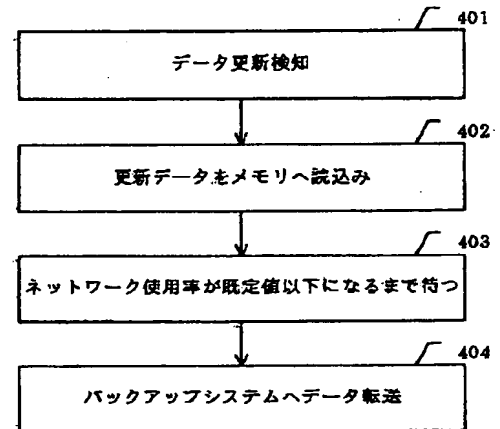 401
データ更新検知
402
更新データをメモリへ読込み
403
ネットワーク使用率が既定値以下になるまで待つ
404
バックアップシステムへデータ転送